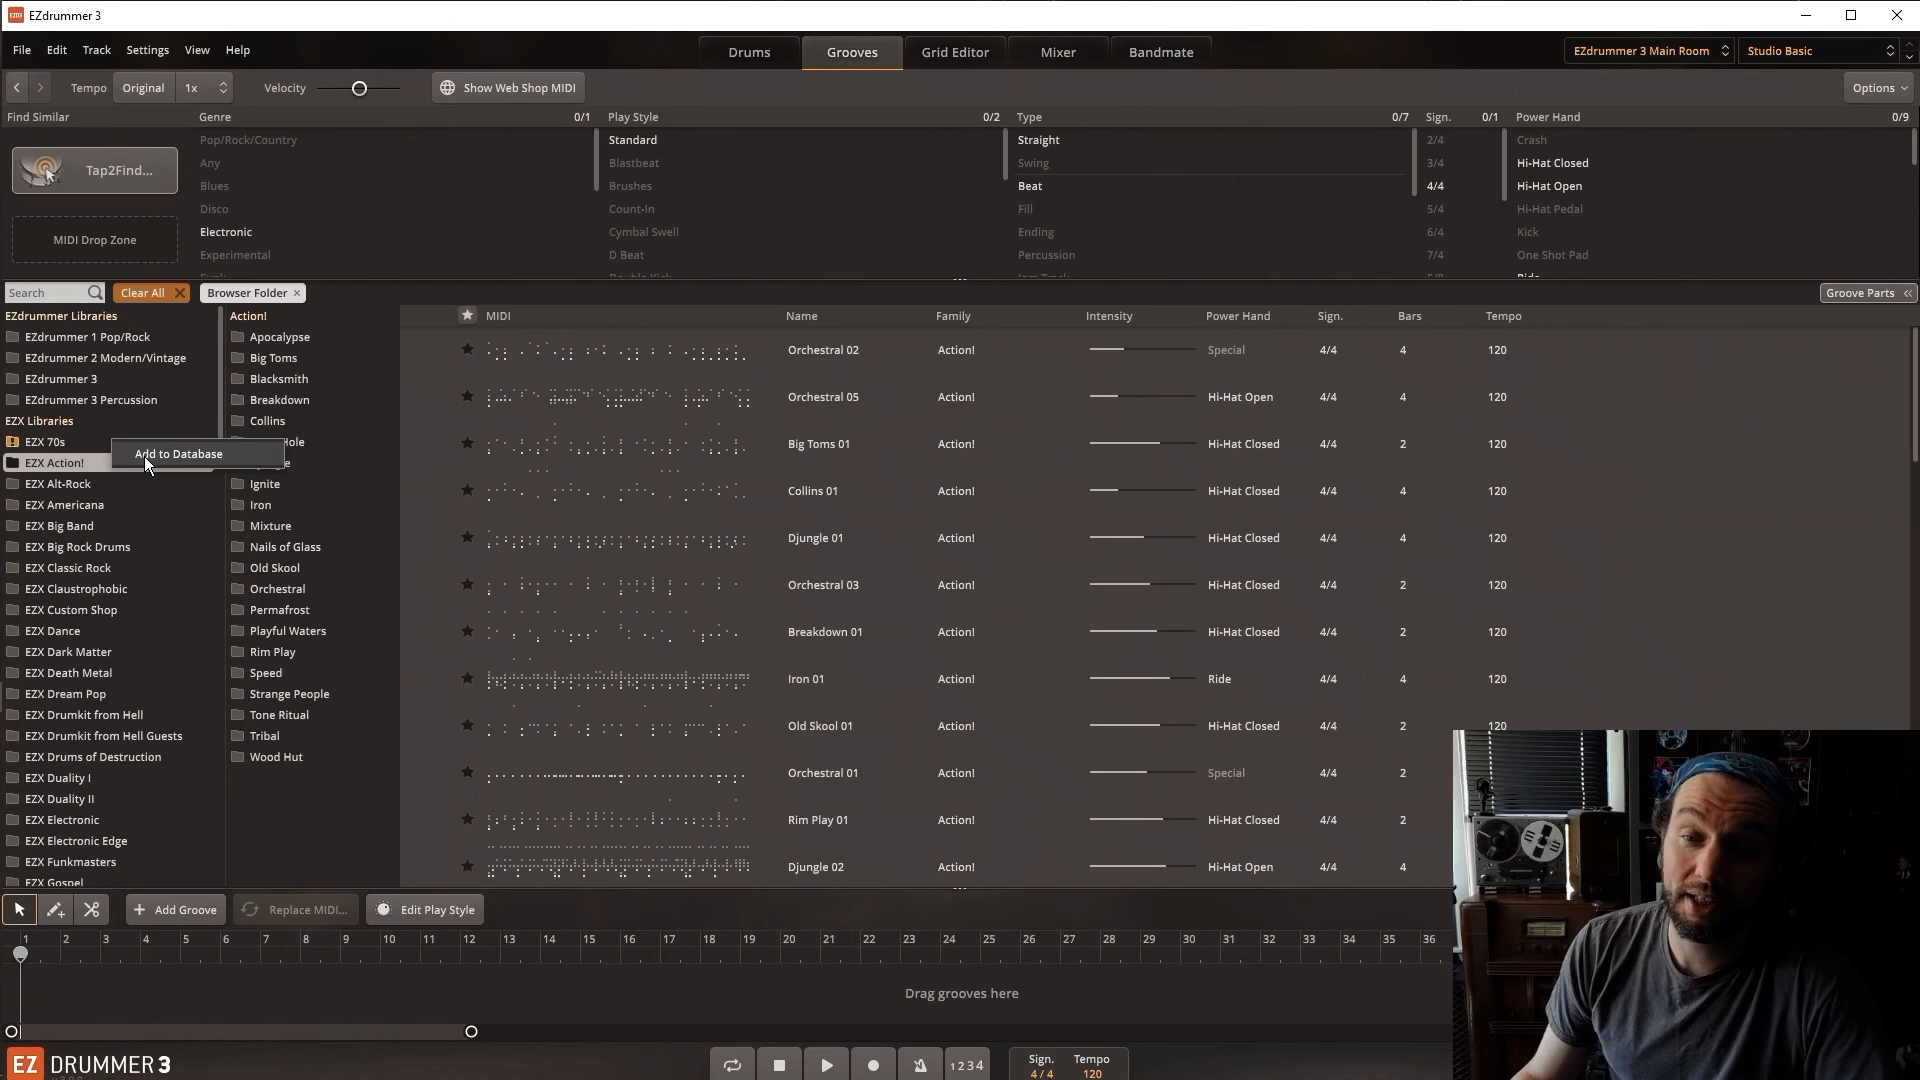 EZdrummer 3
File Edit Track Settings View Help
Drums Grooves Grid Editor Mixer Bandmate
EZdrummer 3 Main Room Studio Basic
Tempo Original 1x Velocity Show Web Shop MIDI Options
Find Similar Genre 0/1 Play Style 0/2 Type 0/7 Sign. 0/1 Power Hand 0/9
Pop/Rock/Country Standard Straight 2/4 Crash
Any Blastbeat Swing 3/4 Hi-Hat Closed
Tap2Find...
Blues Brushes Beat 4/4 Hi-Hat Open
Disco Count-In Fill 5/4 Hi-Hat Pedal
MIDI Drop Zone
Electronic Cymbal Swell Ending 6/4 Kick
Experimental D Beat Percussion 7/4 One Shot Pad
Search Clear All Browser Folder Groove Parts
EZdrummer Libraries Action! MIDI Name Family Intensity Power Hand Sign. Bars Tempo
EZdrummer 1 Pop/Rock Apocalypse
Orchestral 02 Action! Special 4/4 4 120
EZdrummer 2 Modern/Vintage Big Toms
EZdrummer 3 Blacksmith
EZdrummer 3 Percussion Breakdown Orchestral 05 Action! Hi-Hat Open 4/4 4 120
EZX Libraries Collins
EZX 70s Hole Big Toms 01 Action! Hi-Hat Closed 4/4 2 120
Add to Database
EZX Action!
EZX Alt-Rock Ignite Collins 01 Action! Hi-Hat Closed 4/4 4 120
EZX Americana Iron
EZX Big Band Mixture
EZX Big Rock Drums Nails of Glass Djungle 01 Action! Hi-Hat Closed 4/4 4 120
EZX Classic Rock Old Skool
EZX Claustrophobic Orchestral Orchestral 03 Action! Hi-Hat Closed 4/4 2 120
EZX Custom Shop Permafrost
EZX Dance Playful Waters Breakdown 01 Action! Hi-Hat Closed 4/4 2 120
EZX Dark Matter Rim Play
EZX Death Metal Speed Iron 01 Action! Ride 4/4 4 120
EZX Dream Pop Strange People
EZX Drumkit from Hell Tone Ritual Old Skool 01 Action! Hi-Hat Closed 4/4 2 120
EZX Drumkit from Hell Guests Tribal
EZX Drums of Destruction Wood Hut
EZX Duality I Orchestral 01 Action! Special 4/4 2
EZX Duality II
EZX Electronic Rim Play 01 Action! Hi-Hat Closed 4/4 2
EZX Electronic Edge
EZX Funkmasters Djungle 02 Action! Hi-Hat Open 4/4 4
EZX Gospel
Add Groove Replace MIDI... Edit Play Style
1 2 3 4 5 6 7 8 9 10 11 12 13 14 15 16 17 18 19 20 21 22 23 24 25 26 27 28 29 30 31 32 33 34 35 36
Drag grooves here
EZ DRUMMER 3
1 2 3 4
Sign. Tempo
4 / 4 120